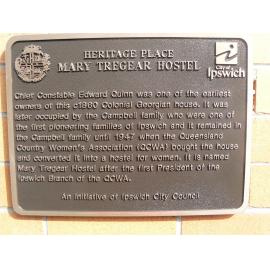 HERITAGE PLACE
MARY TREGEAR HOSTEL
City of
Ipswich
Chief Constable Edward Quinn was one of the earliest
owners of this c1860 Colonial Georgian house. It was
later occupied by the Campbell family who were one of
the first pioneering families of Ipswich and it remained in
the Campbell family until 1947 when the Queensland
Country Women's Association (QCWA) bought the house
and converted it into a hostel for women. It is named
Mary Tregear Hostel after the first President of the
Ipswich Branch of the QCWA.
An initiative of Ipswich City Council